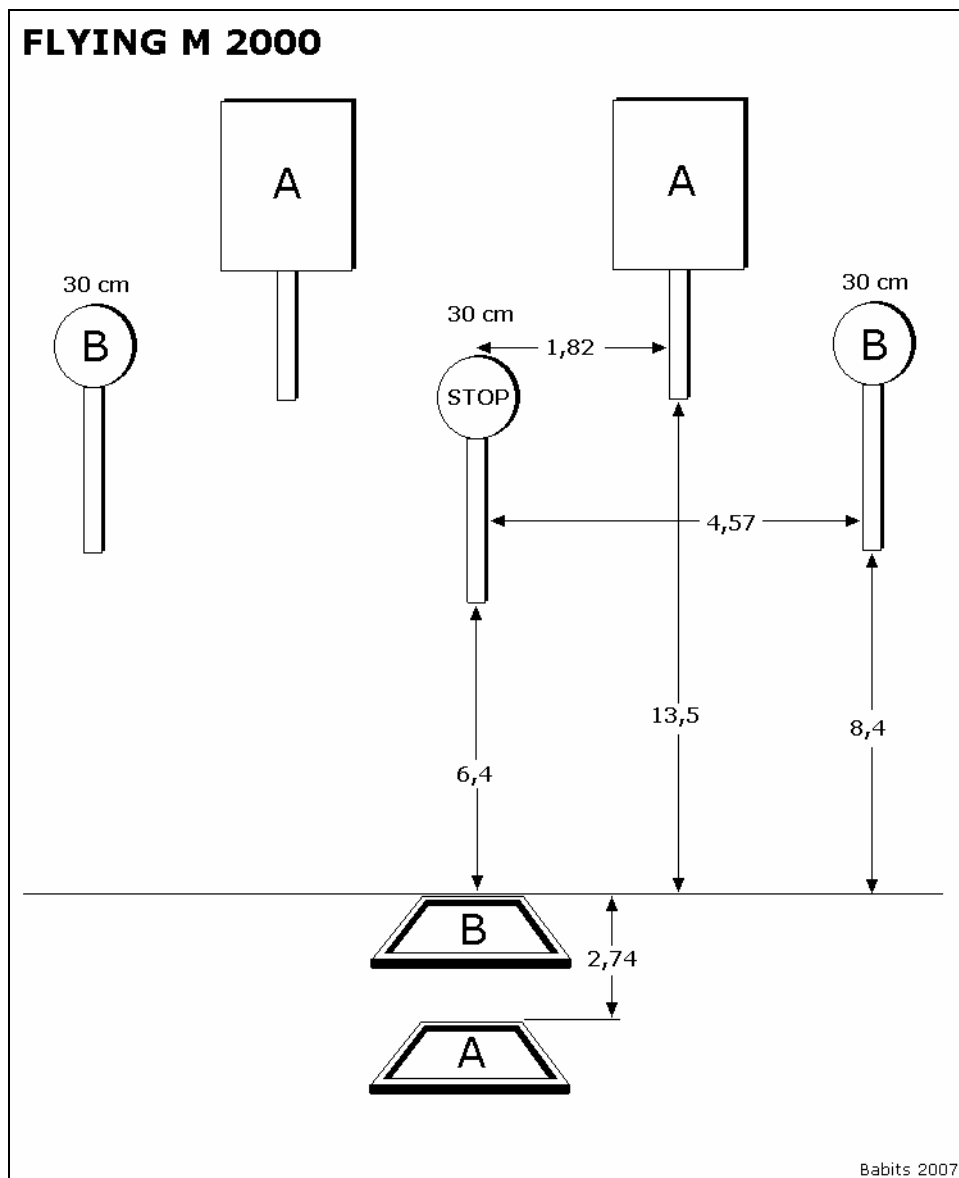 FLYING M 2000
A
A
30 cm
30 cm
B
30 cm
B
1,82
STOP
4,57
13,5
8,4
6,4
B
2,74
A
Babits 2007